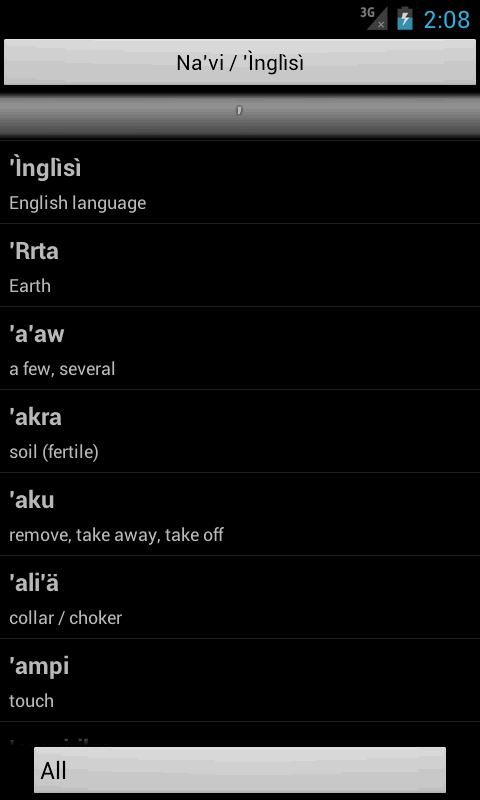 3G
2:08
Na'vi / 'Ìnglìsì
'
'Ìnglìsì
English language
'Rrta
Earth
'a'aw
a few, several
'akra
soil (fertile)
'aku
remove, take away, take off
'ali'ä
collar / choker
'ampi
touch
All